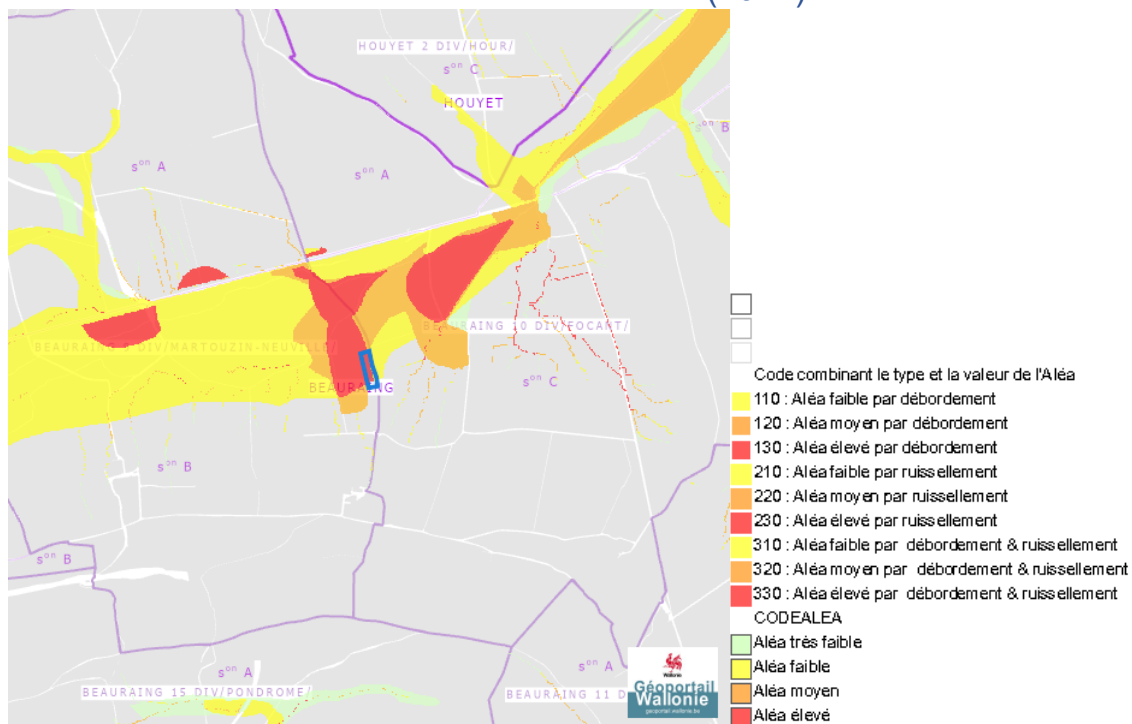 HOUYET 2 DIV/HOUR/
sᵒⁿ C
HOUYET
sᵒⁿ B
sᵒⁿ A
sᵒⁿ A
BEAURAING 10 DIV/FOCANT/
DIV/MARTOUZIN-NEUVILLE/
BEAURAING
sᵒⁿ C
sᵒⁿ B
sᵒⁿ B
sᵒⁿ A
sᵒⁿ A
BEAURAING 15 DIV/PONDROME/
BEAURAING 11 D
Wallonie
Géoportail
Wallonie
geoportail.wallonie.be
Code combinant le type et la valeur de l'Aléa
110 : Aléa faible par débordement
120 : Aléa moyen par débordement
130 : Aléa élevé par débordement
210 : Aléa faible par ruissellement
220 : Aléa moyen par ruissellement
230 : Aléa élevé par ruissellement
310 : Aléa faible par débordement & ruissellement
320 : Aléa moyen par débordement & ruissellement
330 : Aléa élevé par débordement & ruissellement
CODEALEA
Aléa trés faible
Aléa faible
Aléa moyen
Aléa élevé